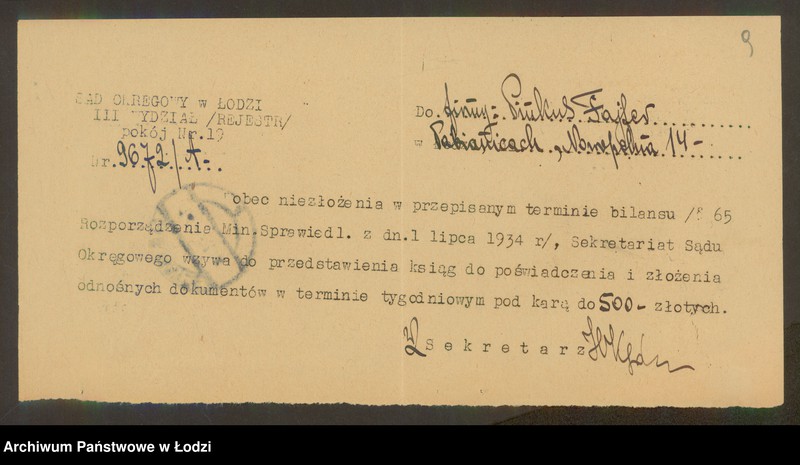 9
SĄD OKRĘGOWY w ŁODZI
III WYDZIAŁ /REJESTR/
pokój Nr.19
Nr. 9672/A-..
Do firmy: Pinkus Fajfer
w Pabianicach, Nowopolna 14-
Wobec niezłożenia w przepisanym terminie bilansu /§ 65
Rozporządzenie Min.Sprawiedl. z dn.1 lipca 1934 r/, Sekretariat Sądu
Okręgowego wzywa do przedstawienia ksiąg do poświadczenia i złożenia
odnośnych dokumentów w terminie tygodniowym pod karą do 500- złotych.
Sekretarz
Archiwum Państwowe w Łodzi